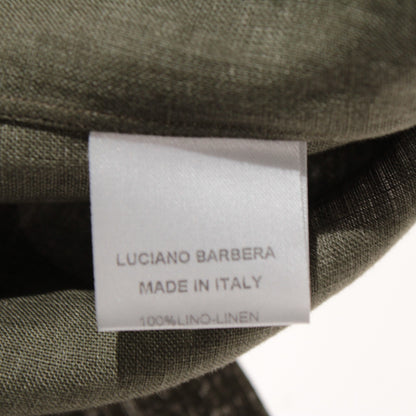 LUCIANO BARBERA
MADE IN ITALY
100%LINO-LINEN